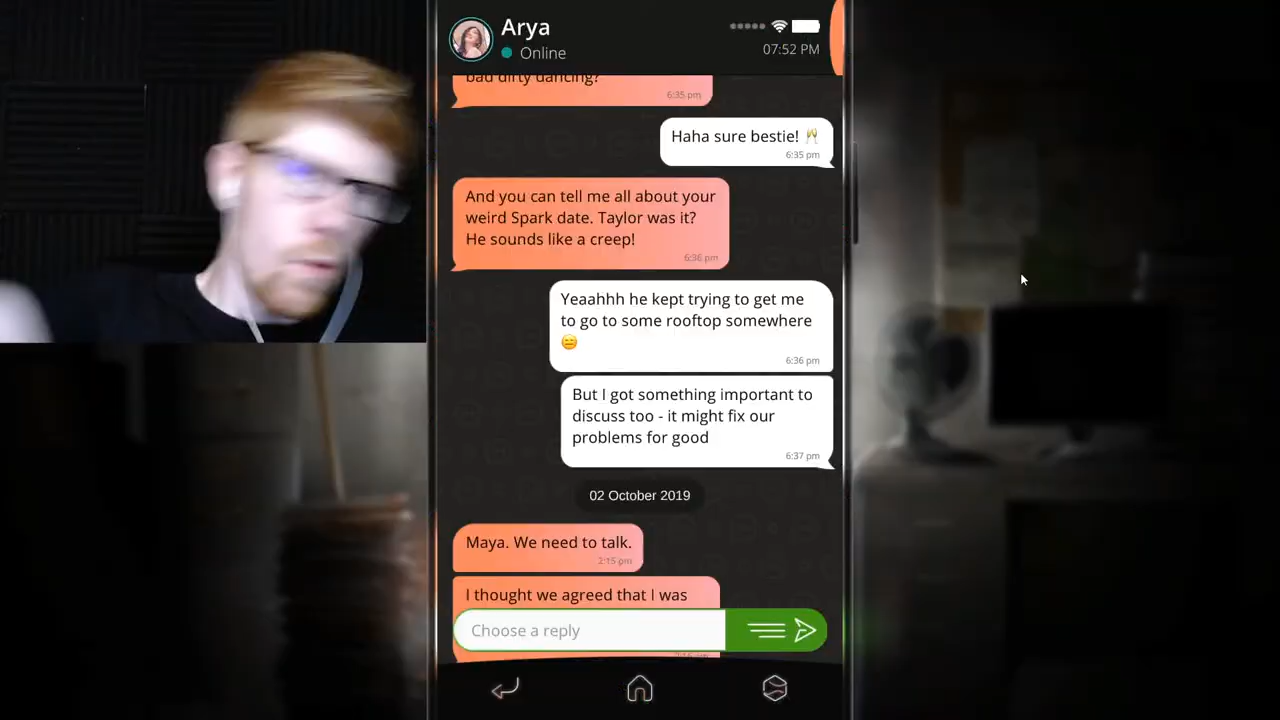 Arya
Online
07:52 PM
bad dirty dancing?
6:35 pm
Haha sure bestie! 🥂
6:35 pm
And you can tell me all about your
weird Spark date. Taylor was it?
He sounds like a creep!
6:36 pm
Yeaahhh he kept trying to get me
to go to some rooftop somewhere
😑
6:36 pm
But I got something important to
discuss too - it might fix our
problems for good
6:37 pm
02 October 2019
Maya. We need to talk.
2:15 pm
I thought we agreed that I was
Choose a reply